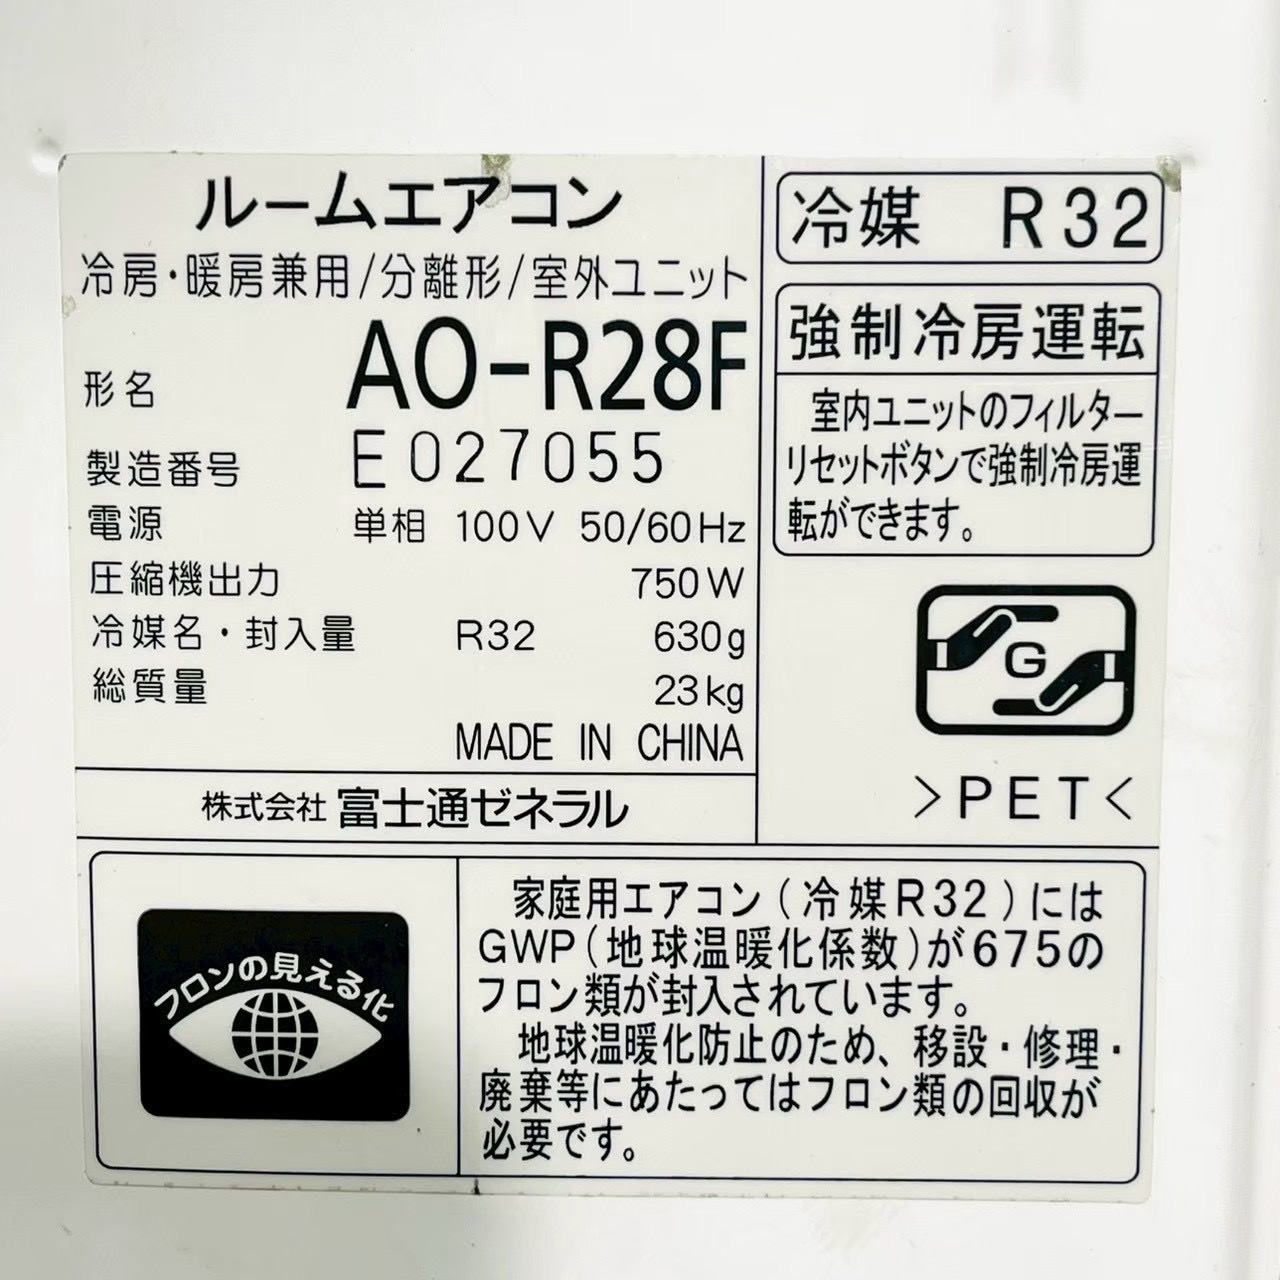 ルームエアコン
冷房・暖房兼用/分離形/室外ユニット
形名 AO-R28F
製造番号 E027055
電源 単相 100V 50/60Hz
圧縮機出力 750W
冷媒名・封入量 R32 630g
総質量 23kg
MADE IN CHINA
株式会社 富士通ゼネラル
冷媒 R32
強制冷房運転
室内ユニットのフィルター
リセットボタンで強制冷房運
転ができます。
G
>PET<
フロンの見える化
家庭用エアコン(冷媒R32)には
GWP(地球温暖化係数)が675の
フロン類が封入されています。
地球温暖化防止のため、移設・修理・
廃棄等にあたってはフロン類の回収が
必要です。